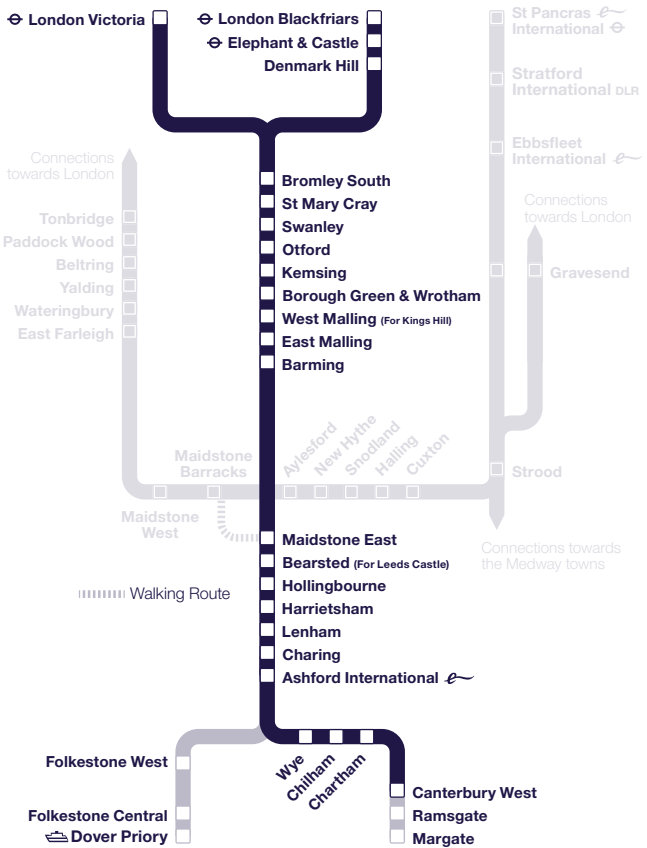 London Victoria
London Blackfriars
Elephant & Castle
Denmark Hill
St Pancras
International
Stratford
International DLR
Ebbsfleet
International
Connections
towards London
Connections
towards London
Tonbridge
Paddock Wood
Beltring
Yalding
Wateringbury
East Farleigh
Bromley South
St Mary Cray
Swanley
Otford
Kemsing
Borough Green & Wrotham
West Malling (For Kings Hill)
East Malling
Barming
Gravesend
Maidstone
Barracks
Aylesford
New Hythe
Snodland
Halling
Cuxton
Strood
Maidstone
West
Connections towards
the Medway towns
Maidstone East
Bearsted (For Leeds Castle)
Hollingbourne
Harrietsham
Lenham
Charing
Ashford International
Walking Route
Folkestone West
Folkestone Central
Dover Priory
Wye
Chilham
Chartham
Canterbury West
Ramsgate
Margate